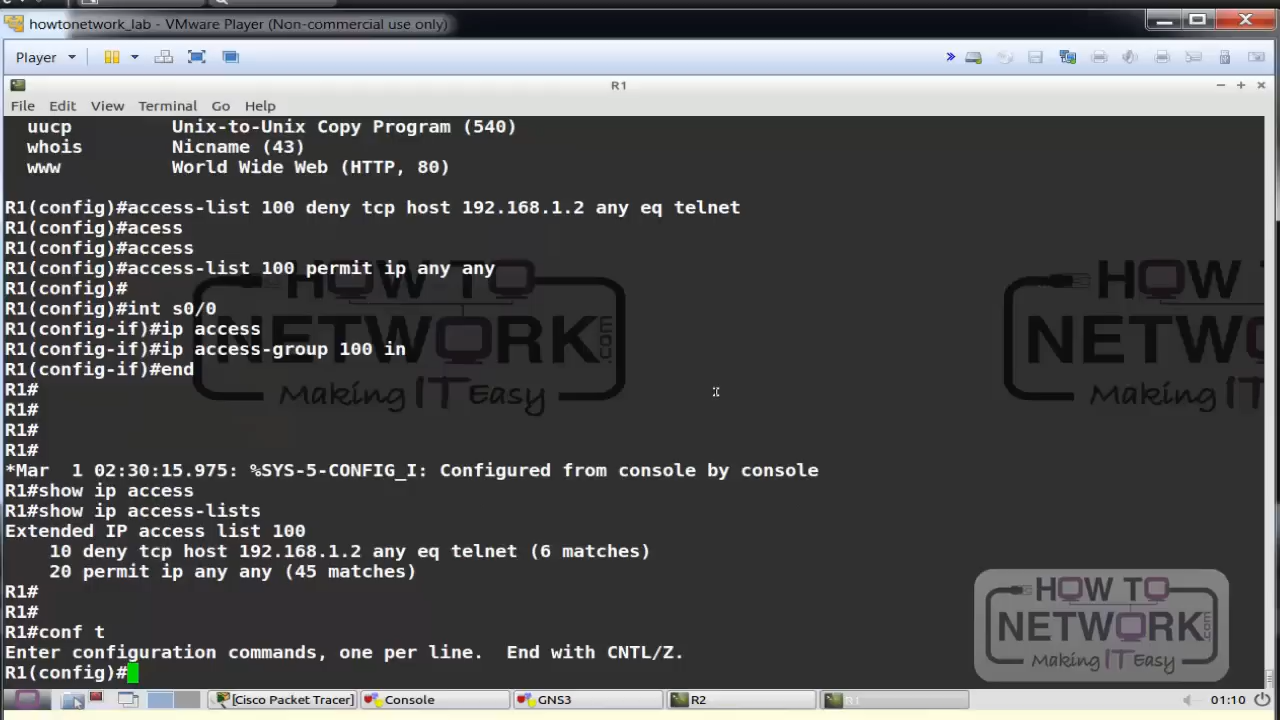 howtonetwork_lab - VMware Player (Non-commercial use only)
Player
R1
File Edit View Terminal Go Help
uucp Unix-to-Unix Copy Program (540)
whois Nicname (43)
www World Wide Web (HTTP, 80)
R1(config)#access-list 100 deny tcp host 192.168.1.2 any eq telnet
R1(config)#acess
R1(config)#access
R1(config)#access-list 100 permit ip any any
R1(config)#
R1(config)#int s0/0
R1(config-if)#ip access
R1(config-if)#ip access-group 100 in
R1(config-if)#end
R1#
R1#
R1#
R1#
*Mar  1 02:30:15.975: %SYS-5-CONFIG_I: Configured from console by console
R1#show ip access
R1#show ip access-lists
Extended IP access list 100
10 deny tcp host 192.168.1.2 any eq telnet (6 matches)
20 permit ip any any (45 matches)
R1#
R1#
R1#conf t
Enter configuration commands, one per line.  End with CNTL/Z.
R1(config)#
HOW TO
NETWORK.com
Making IT Easy
HOW
NETWORK
Making IT Easy
HOW TO
NETWORK.com
Making IT Easy
[Cisco Packet Tracer] Console GNS3 R2 R1 01:10